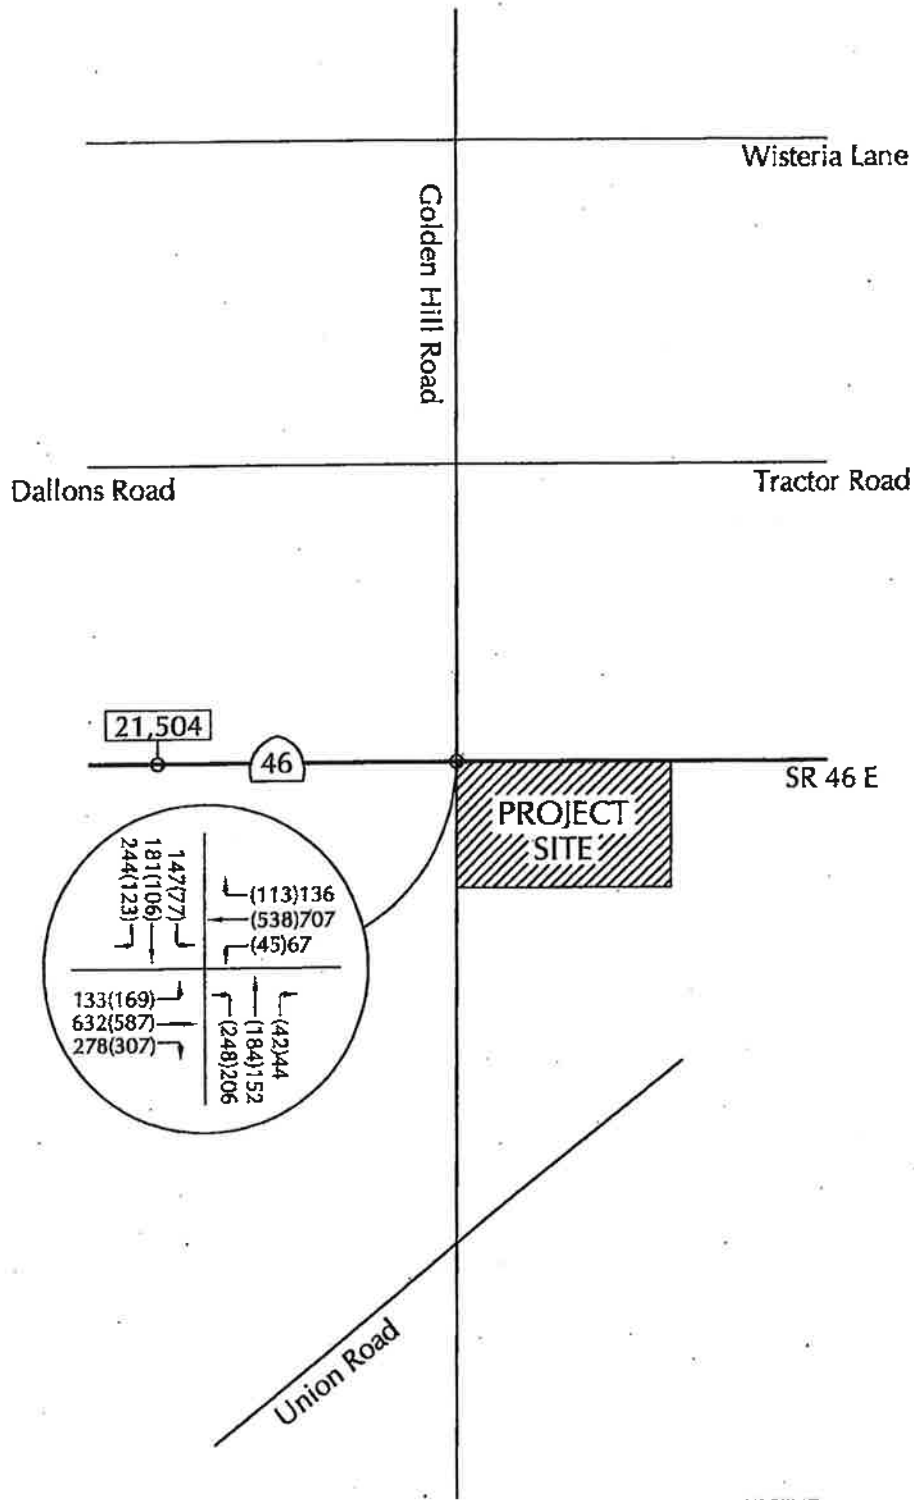 Wisteria Lane
Golden Hill Road
Dallons Road
Tractor Road
21,504
46
SR 46 E
PROJECT
SITE
147(77)
181(106)
244(123)
(113)136
(538)707
(45)67
133(169)
632(587)
278(307)
(42)44
(184)152
(248)206
Union Road